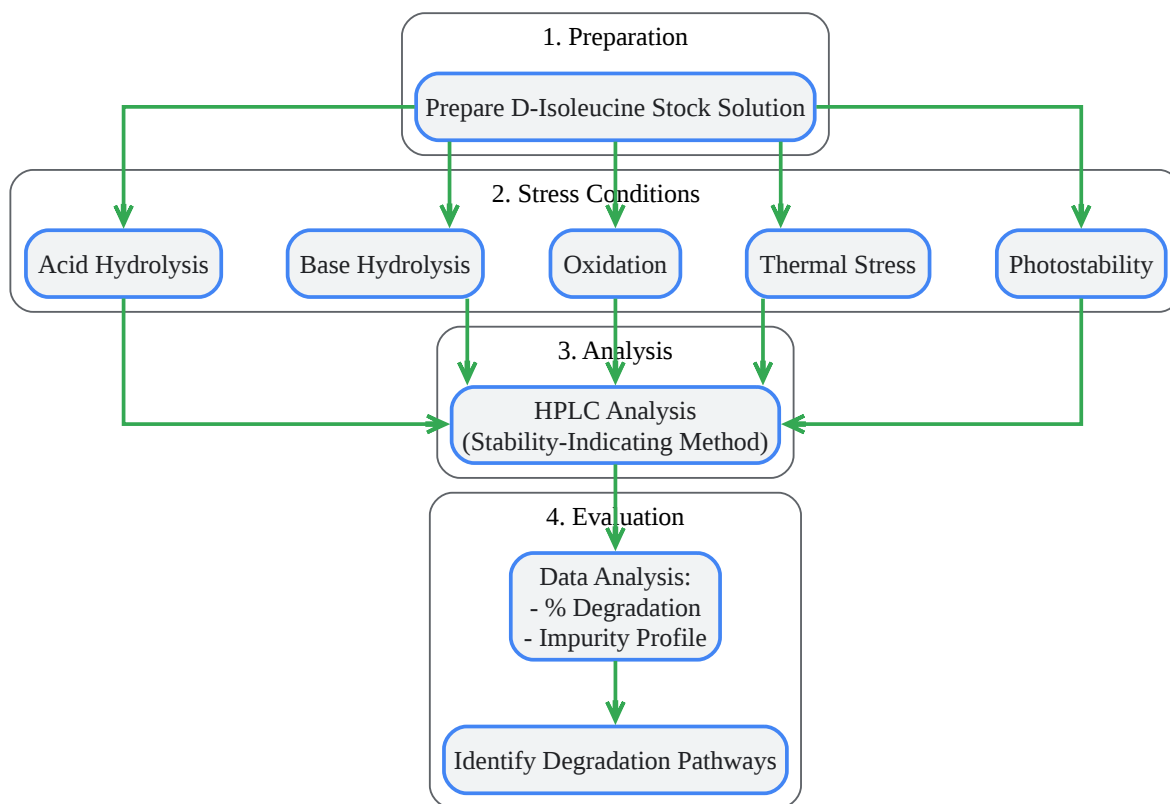 1. Preparation
Prepare D-Isoleucine Stock Solution
2. Stress Conditions
Acid Hydrolysis
Base Hydrolysis
Oxidation
Thermal Stress
Photostability
3. Analysis
HPLC Analysis
(Stability-Indicating Method)
4. Evaluation
Data Analysis:
- % Degradation
- Impurity Profile
Identify Degradation Pathways